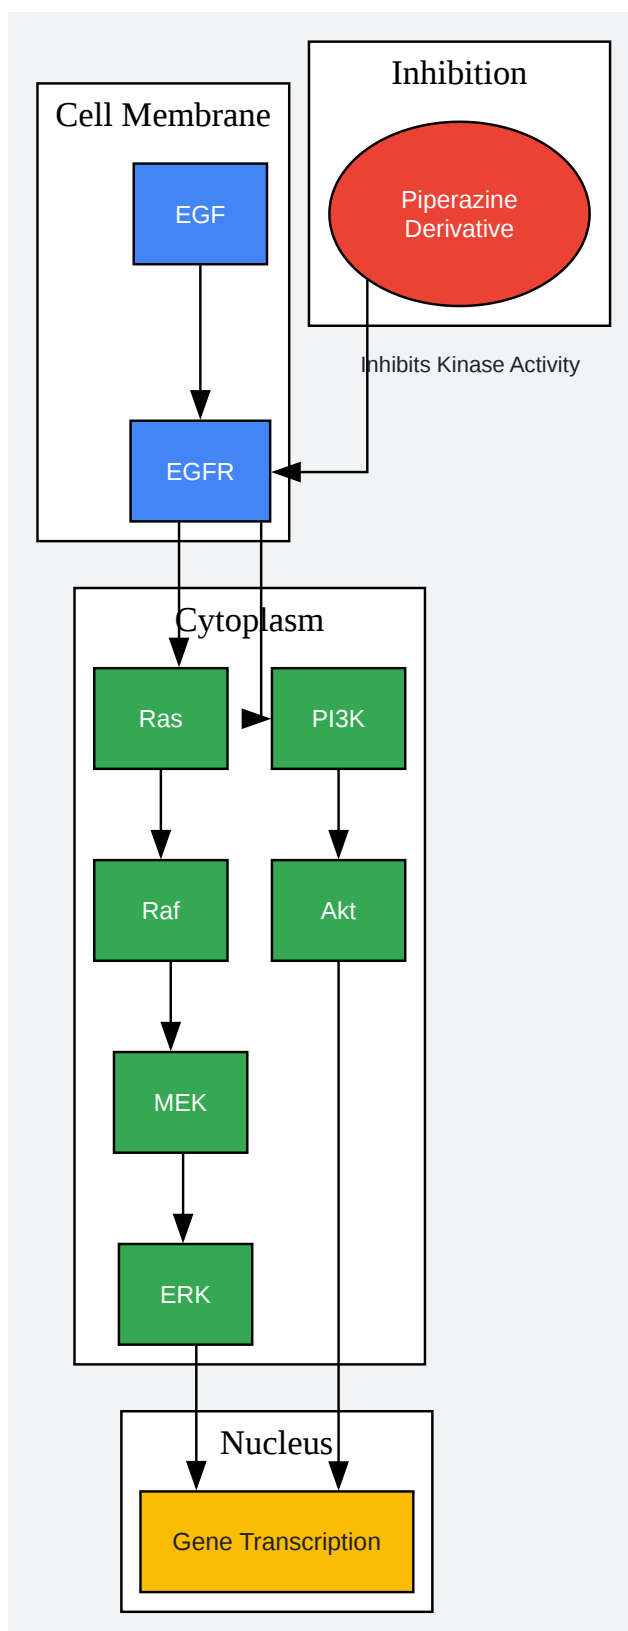 Inhibition
Cell Membrane
Piperazine
Derivative
EGF
Inhibits Kinase Activity
EGFR
Cytoplasm
Ras
PI3K
Raf
Akt
MEK
ERK
Nucleus
Gene Transcription